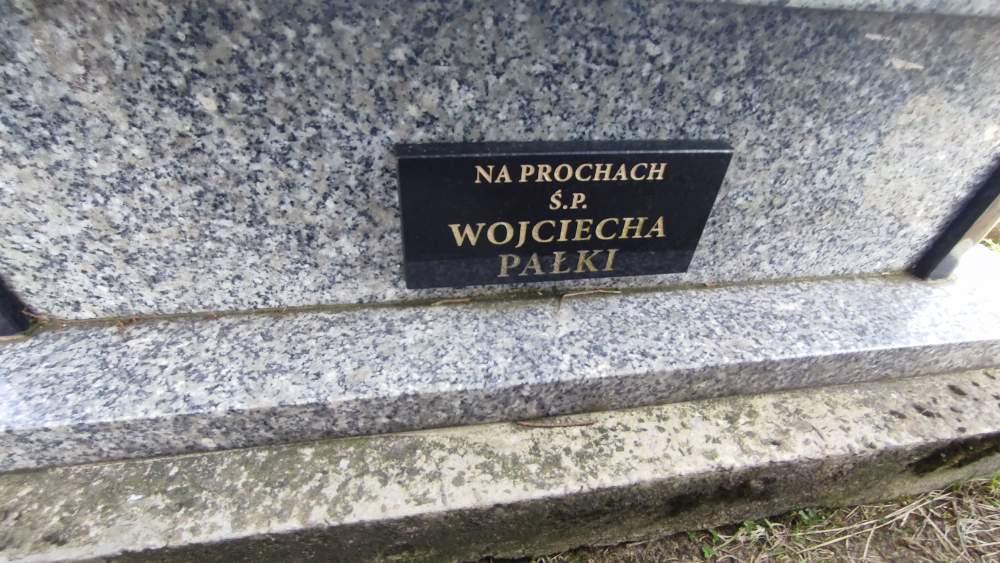 NA PROCHACH
Ś.P.
WOJCIECHA
PAŁKI